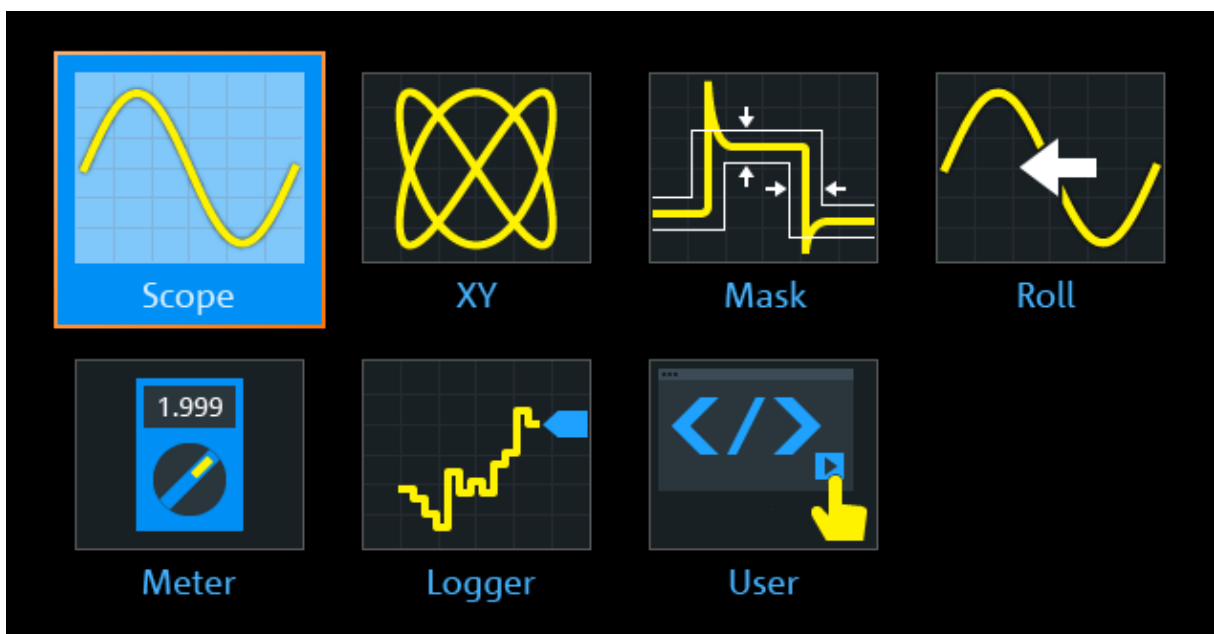 Scope
XY
Mask
Roll
1.999
</>
Meter
Logger
User